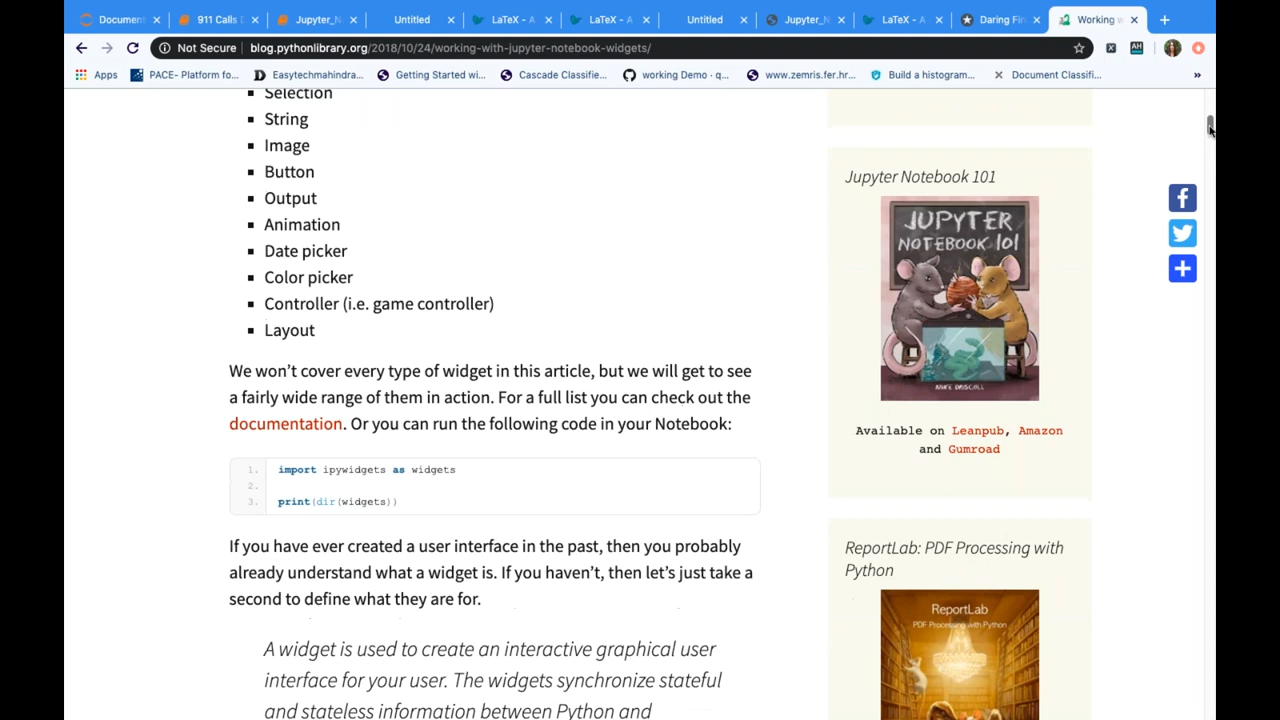 Document
911 Calls D
Jupyter_N
Untitled
LaTeX - A
LaTeX - A
Untitled
Jupyter_N
LaTeX - A
Daring Fir
Working w
Not Secure
blog.pythonlibrary.org/2018/10/24/working-with-jupyter-notebook-widgets/
Apps
PACE- Platform fo...
Easytechmahindra...
Getting Started wi...
Cascade Classifie...
working Demo · q...
www.zemris.fer.hr...
Build a histogram...
Document Classifi...
Selection
String
Image
Button
Output
Animation
Date picker
Color picker
Controller (i.e. game controller)
Layout
We won't cover every type of widget in this article, but we will get to see
a fairly wide range of them in action. For a full list you can check out the
documentation. Or you can run the following code in your Notebook:
1. import ipywidgets as widgets
2.
3. print(dir(widgets))
If you have ever created a user interface in the past, then you probably
already understand what a widget is. If you haven't, then let's just take a
second to define what they are for.
A widget is used to create an interactive graphical user
interface for your user. The widgets synchronize stateful
and stateless information between Python and
Jupyter Notebook 101
JUPYTER
NOTEBOOK 101
MIKE DRISCOLL
Available on Leanpub, Amazon
and Gumroad
ReportLab: PDF Processing with
Python
ReportLab
PDF Processing with Python